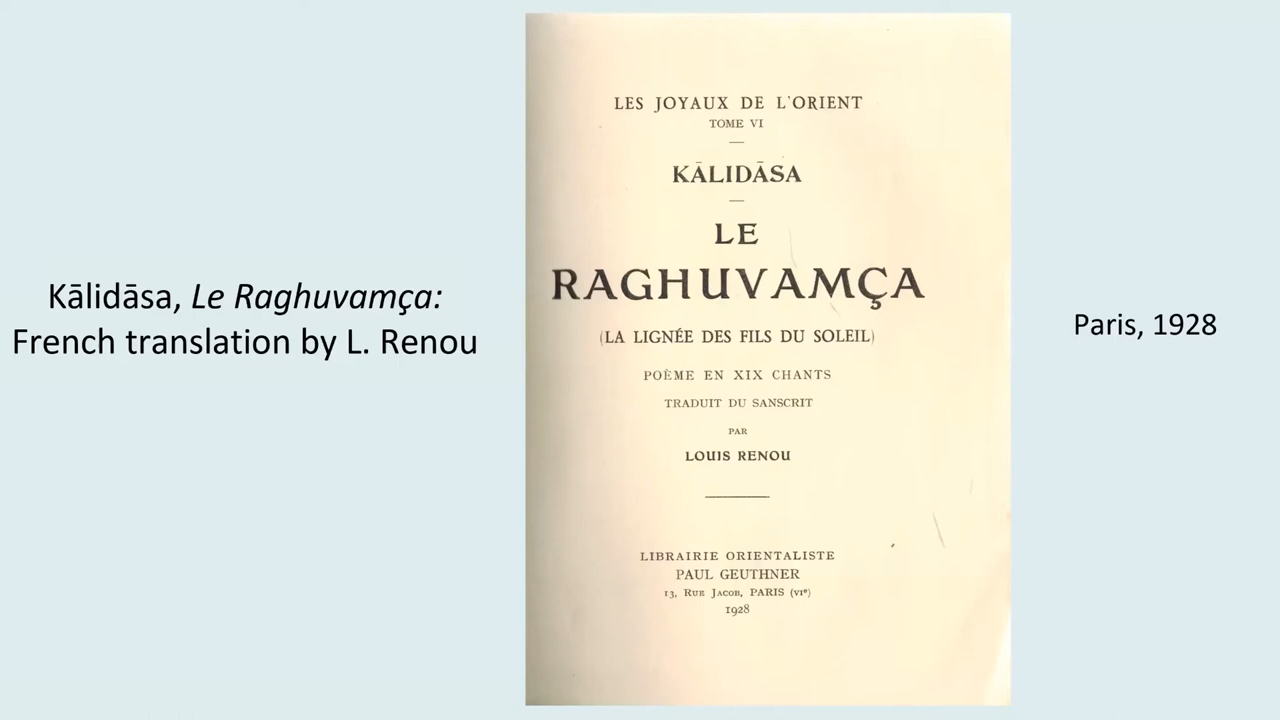 Kālidāsa, Le Raghuvamça:
French translation by L. Renou
LES JOYAUX DE L'ORIENT
TOME VI
KĀLIDĀSA
LE
RAGHUVAMÇA
(LA LIGNÉE DES FILS DU SOLEIL)
POÈME EN XIX CHANTS
TRADUIT DU SANSCRIT
PAR
LOUIS RENOU
LIBRAIRIE ORIENTALISTE
PAUL GEUTHNER
13, Rue Jacob, PARIS (VIe)
1928
Paris, 1928